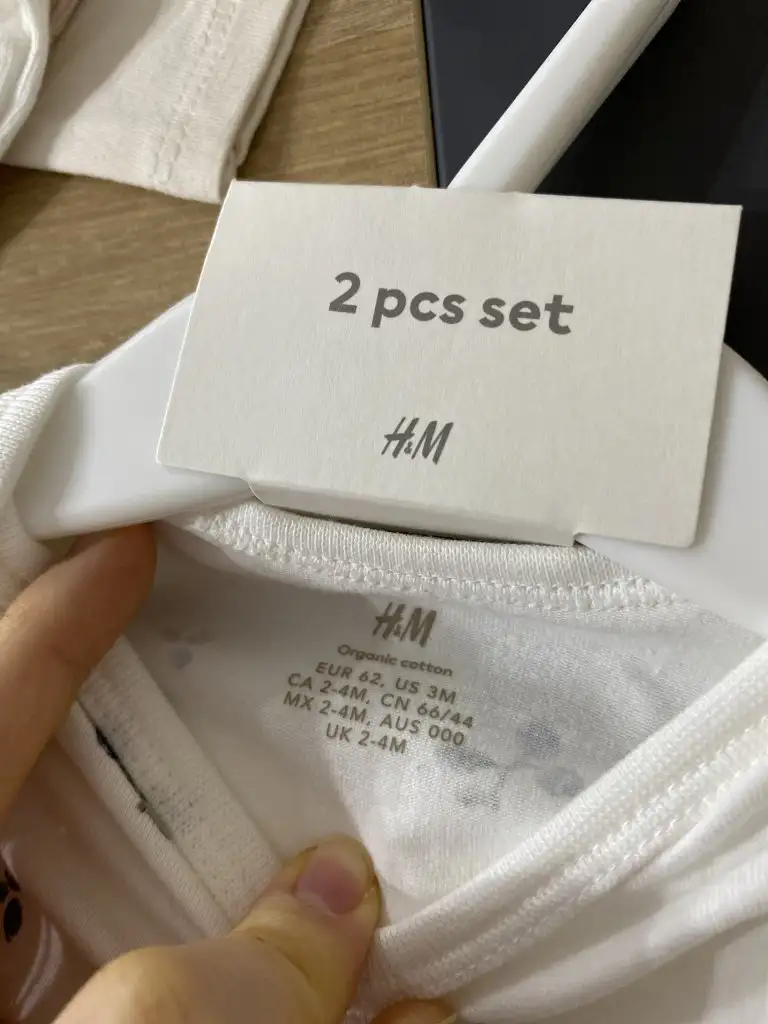 2 pcs set
H&M
H&M
Organic cotton
EUR 62, US 3M
CA 2-4M, CN 66/44
MX 2-4M, AUS 000
UK 2-4M